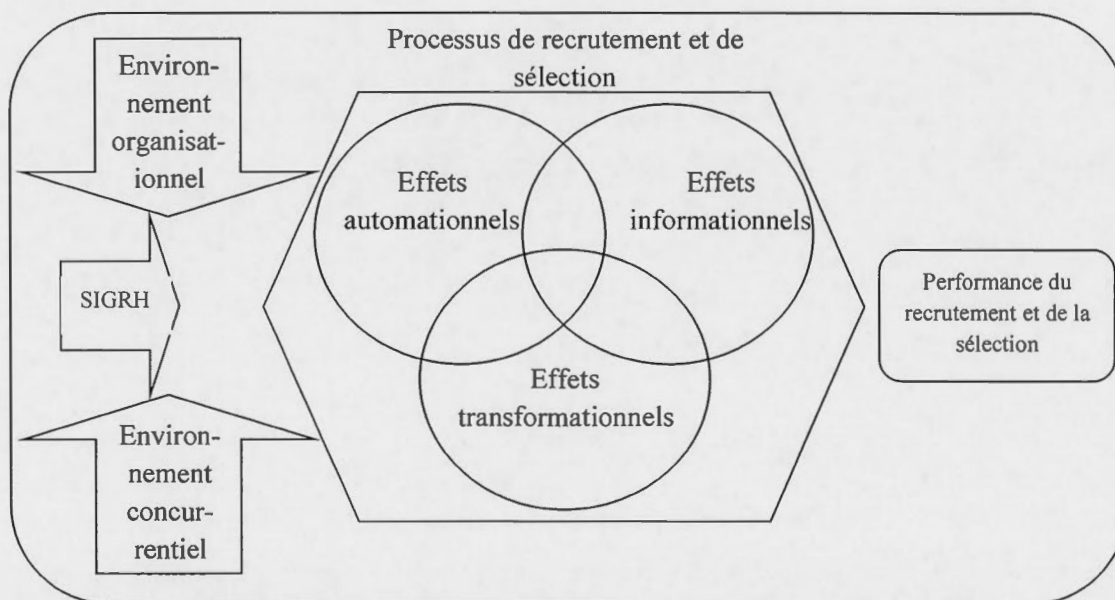 Processus de recrutement et de
sélection
Environ-
nement
organisat-
ionnel
SIGRH
Environ-
nement
concur-
rentiel
Effets
automationnels
Effets
informationnels
Effets
transformationnels
Performance du
recrutement et de la
sélection